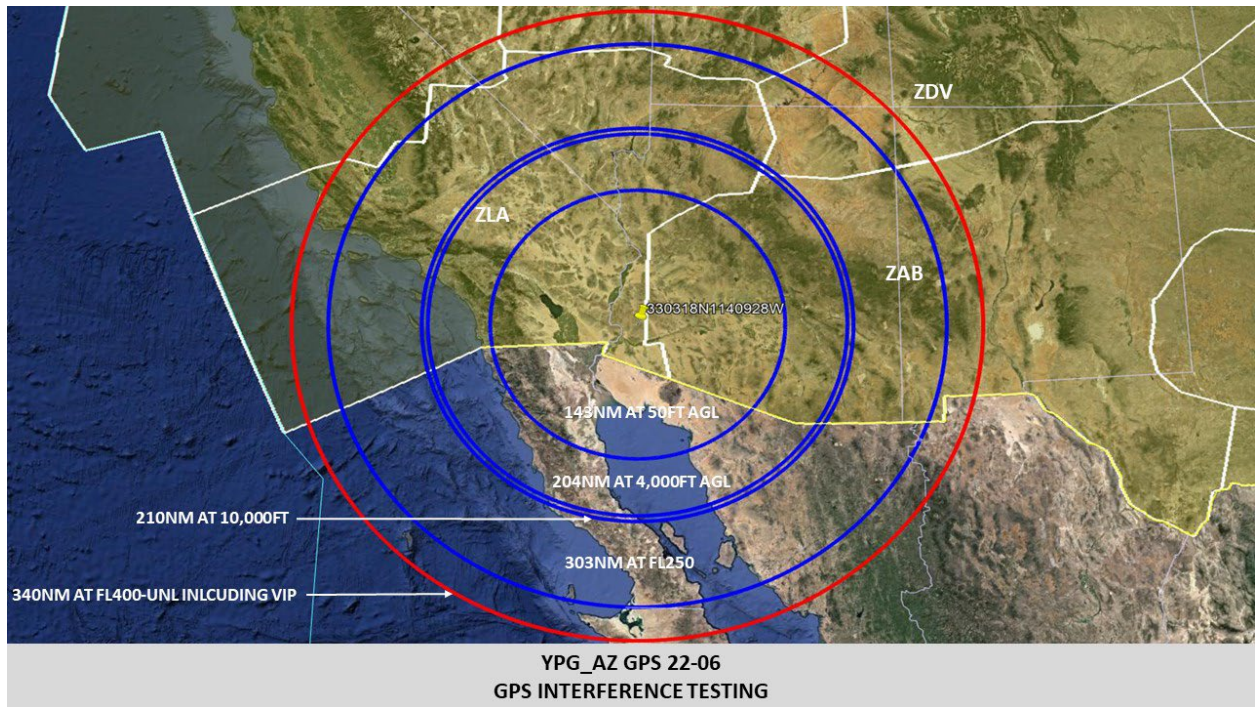 ZDV
ZLA
ZAB
330318N1140928W
143NM AT 50FT AGL
204NM AT 4,000FT AGL
210NM AT 10,000FT
303NM AT FL250
340NM AT FL400-UNL INLCUDING VIP
YPG_AZ GPS 22-06
GPS INTERFERENCE TESTING